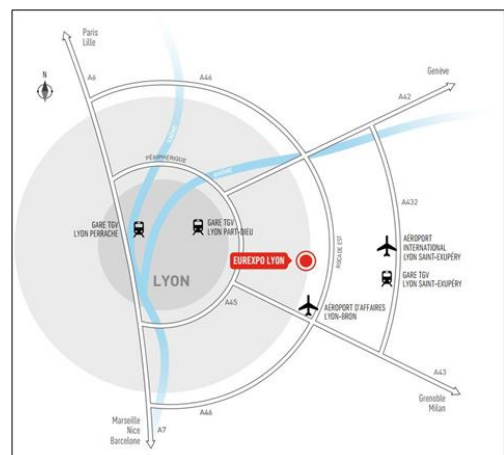 Paris
Lille
N
A6
A46
Genève
A42
SAÔNE
PÉRIPHÉRIQUE
RHÔNE
A432
GARE TGV
LYON PERRACHE
GARE TGV
LYON PART-DIEU
ROCADE EST
AÉROPORT
INTERNATIONAL
LYON SAINT-EXUPÉRY
EUREXPO LYON
GARE TGV
LYON SAINT-EXUPÉRY
LYON
A45
AÉROPORT D'AFFAIRES
LYON-BRON
A43
Grenoble
Milan
A46
Marseille
Nice
Barcelone
A7